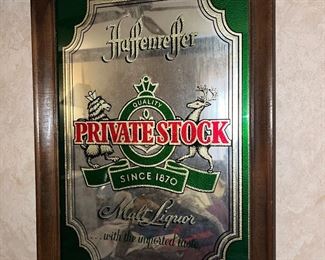 Haffenreffer
QUALITY
PRIVATE STOCK
SINCE 1870
Malt Liquor
...with the imported taste.